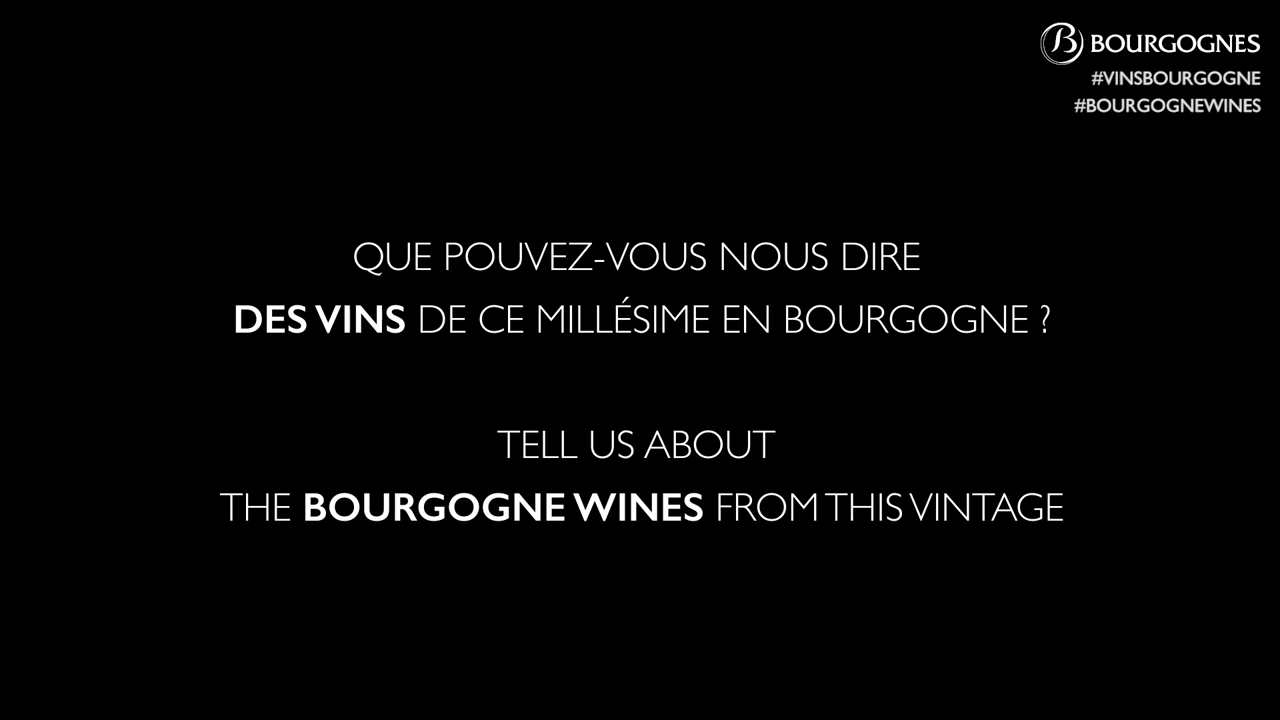 BOURGOGNES
#VINSBOURGOGNE
#BOURGOGNEWINES
QUE POUVEZ-VOUS NOUS DIRE
DES VINS DE CE MILLÉSIME EN BOURGOGNE ?
TELL US ABOUT
THE BOURGOGNE WINES FROM THIS VINTAGE